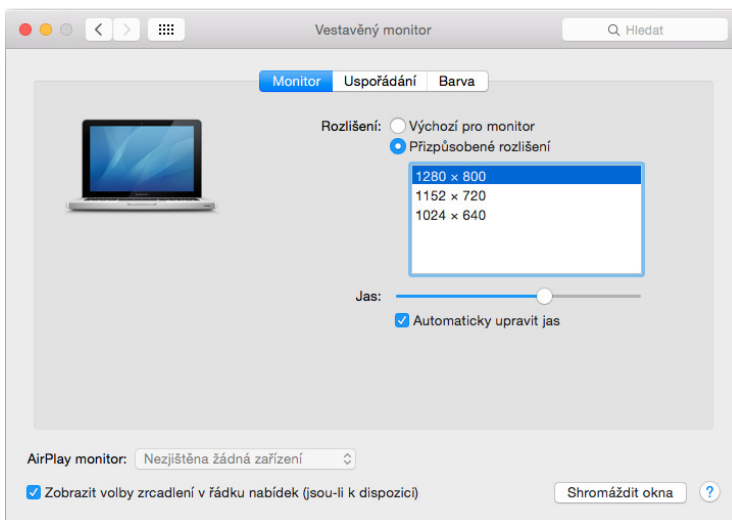 Vestavěný monitor
Hledat
Monitor Uspořádání Barva
Rozlišení: Výchozí pro monitor
Přizpůsobené rozlišení
1280 × 800
1152 × 720
1024 × 640
Jas:
Automaticky upravit jas
AirPlay monitor: Nezjištěna žádná zařízení
Zobrazit volby zrcadlení v řádku nabídek (jsou-li k dispozici)
Shromáždit okna ?